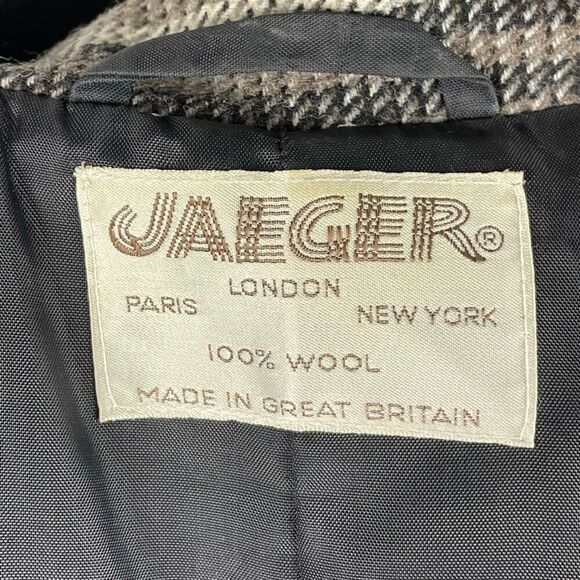 JAEGER®
LONDON
PARIS NEW YORK
100% WOOL
MADE IN GREAT BRITAIN